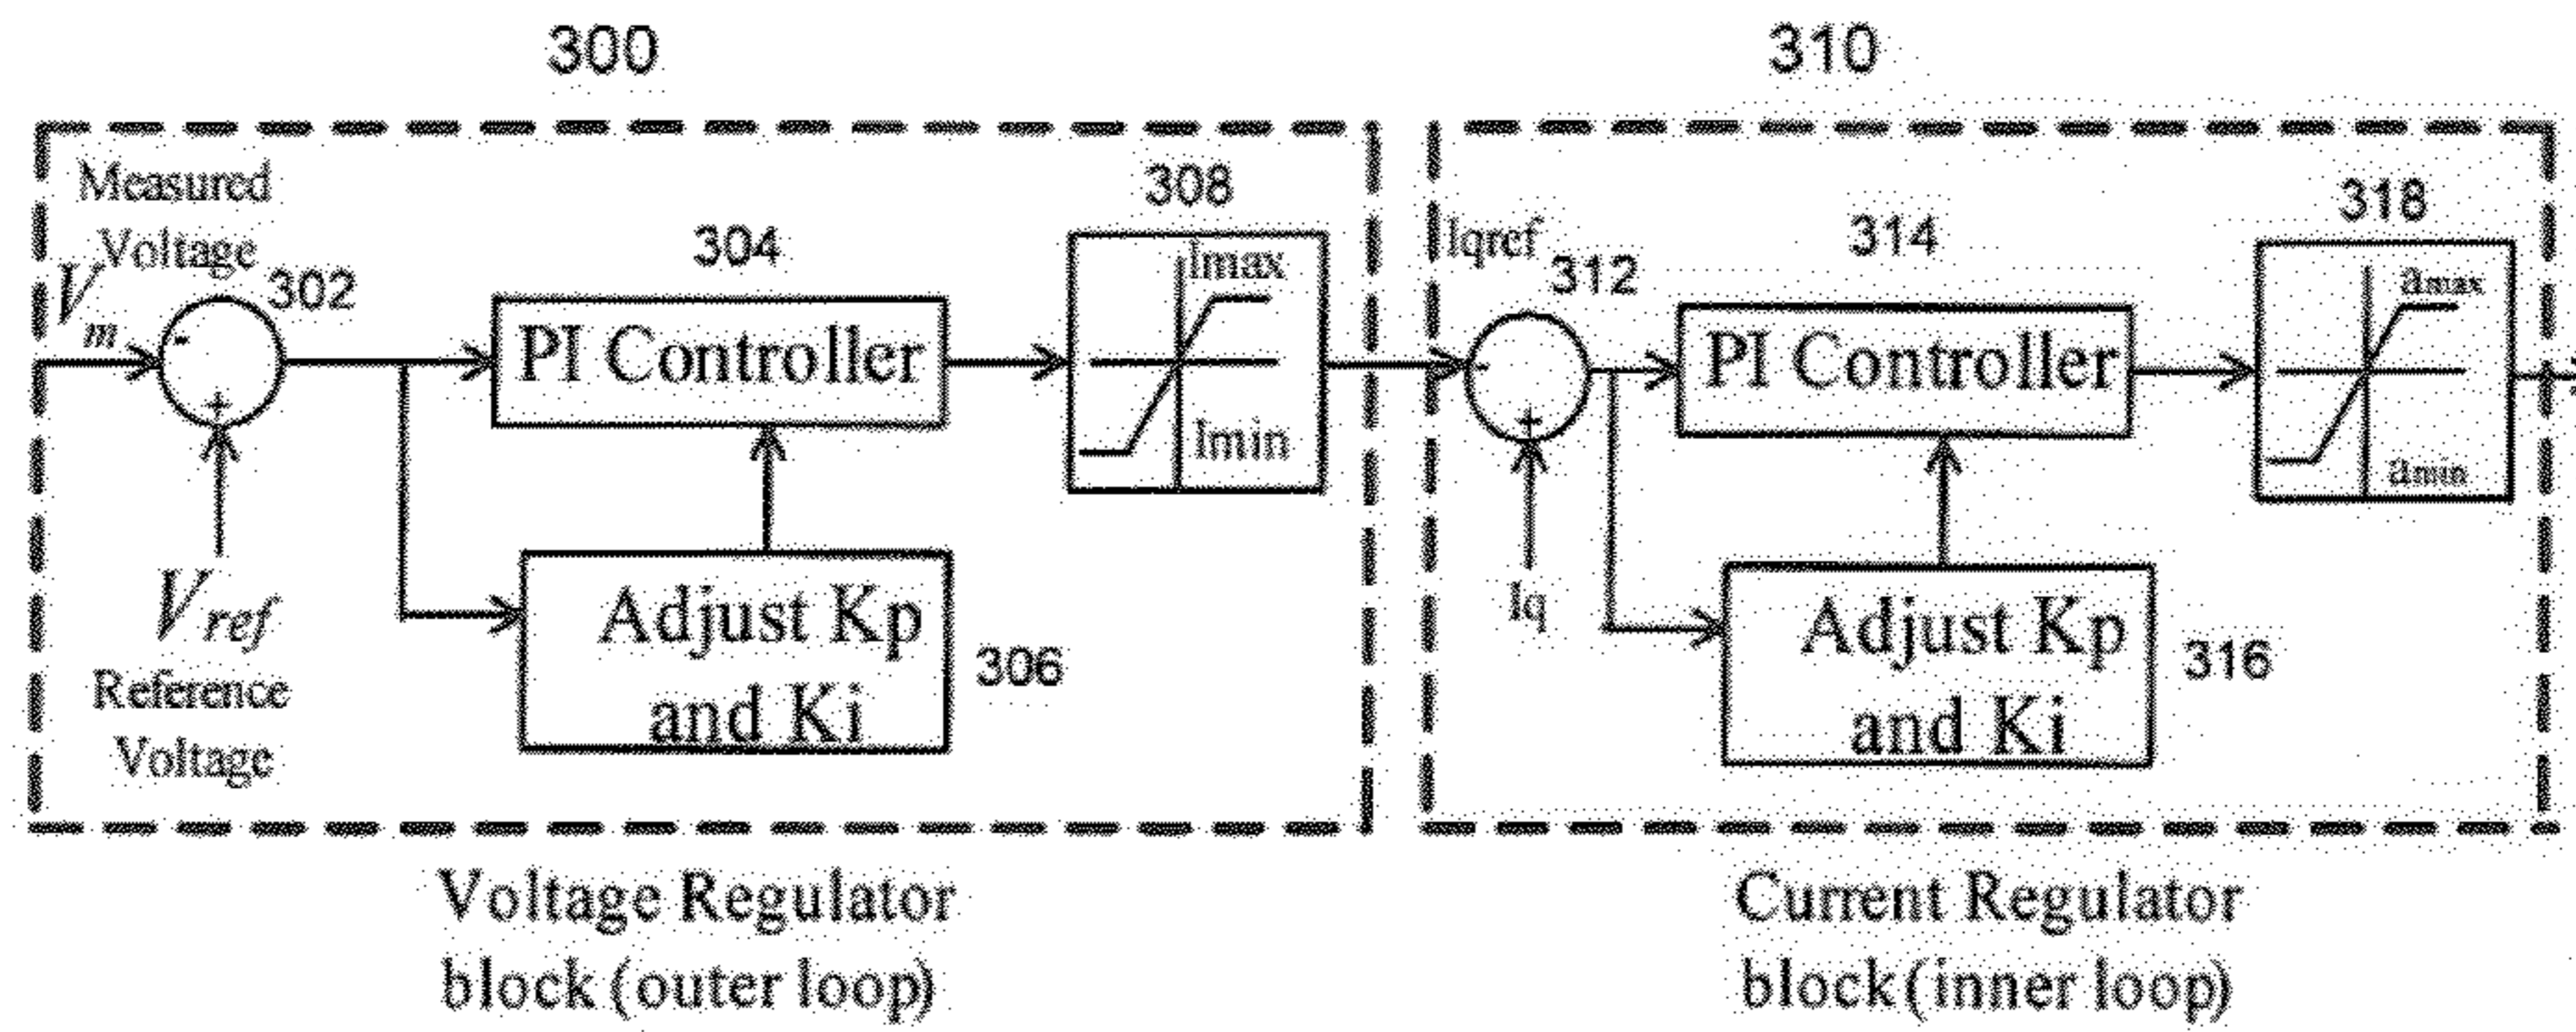 300
310
Measured
Voltage
Vm
302
-
+
Vref
Reference
Voltage
304
PI Controller
Adjust Kp
and Ki
306
308
Imax
Imin
Iqref
312
-
+
Iq
314
PI Controller
Adjust Kp
and Ki
316
318
amax
amin
Voltage Regulator
block (outer loop)
Current Regulator
block (inner loop)